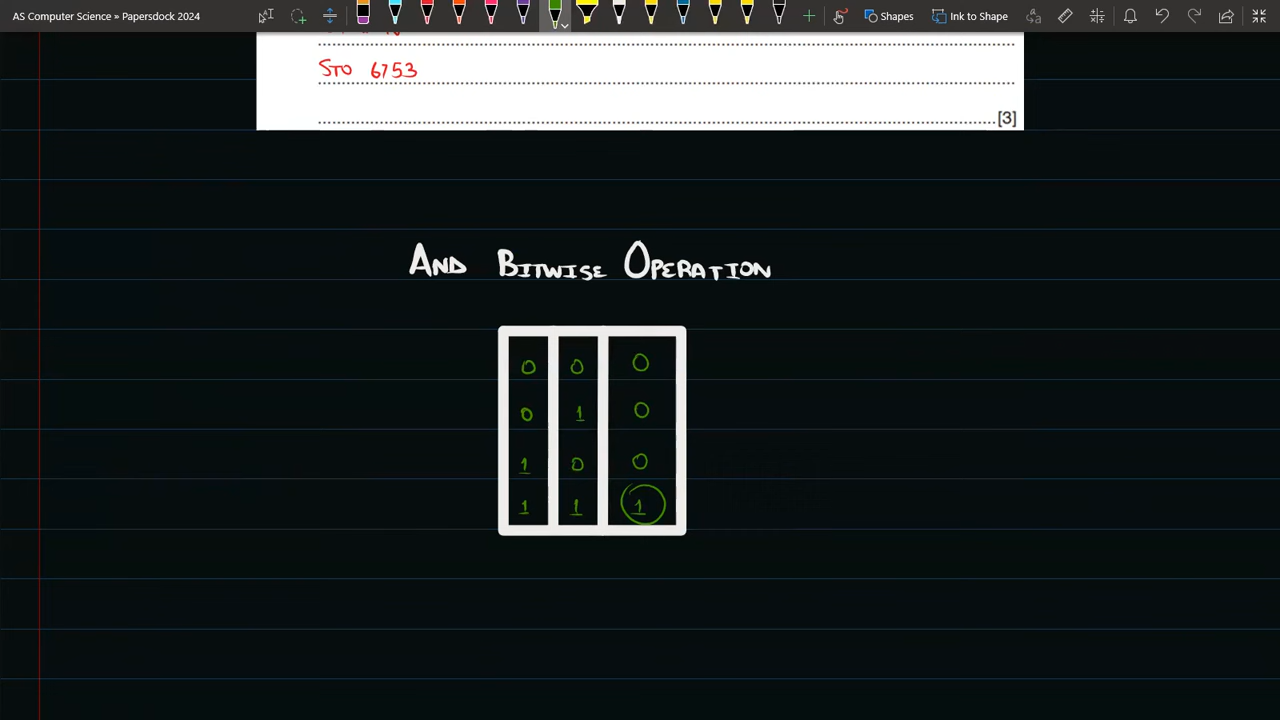 AS Computer Science » Papersdock 2024
Shapes
Ink to Shape
STO 6753
[3]
AND BITWISE OPERATION
0 0 0
0 1 0
1 0 0
1 1 1